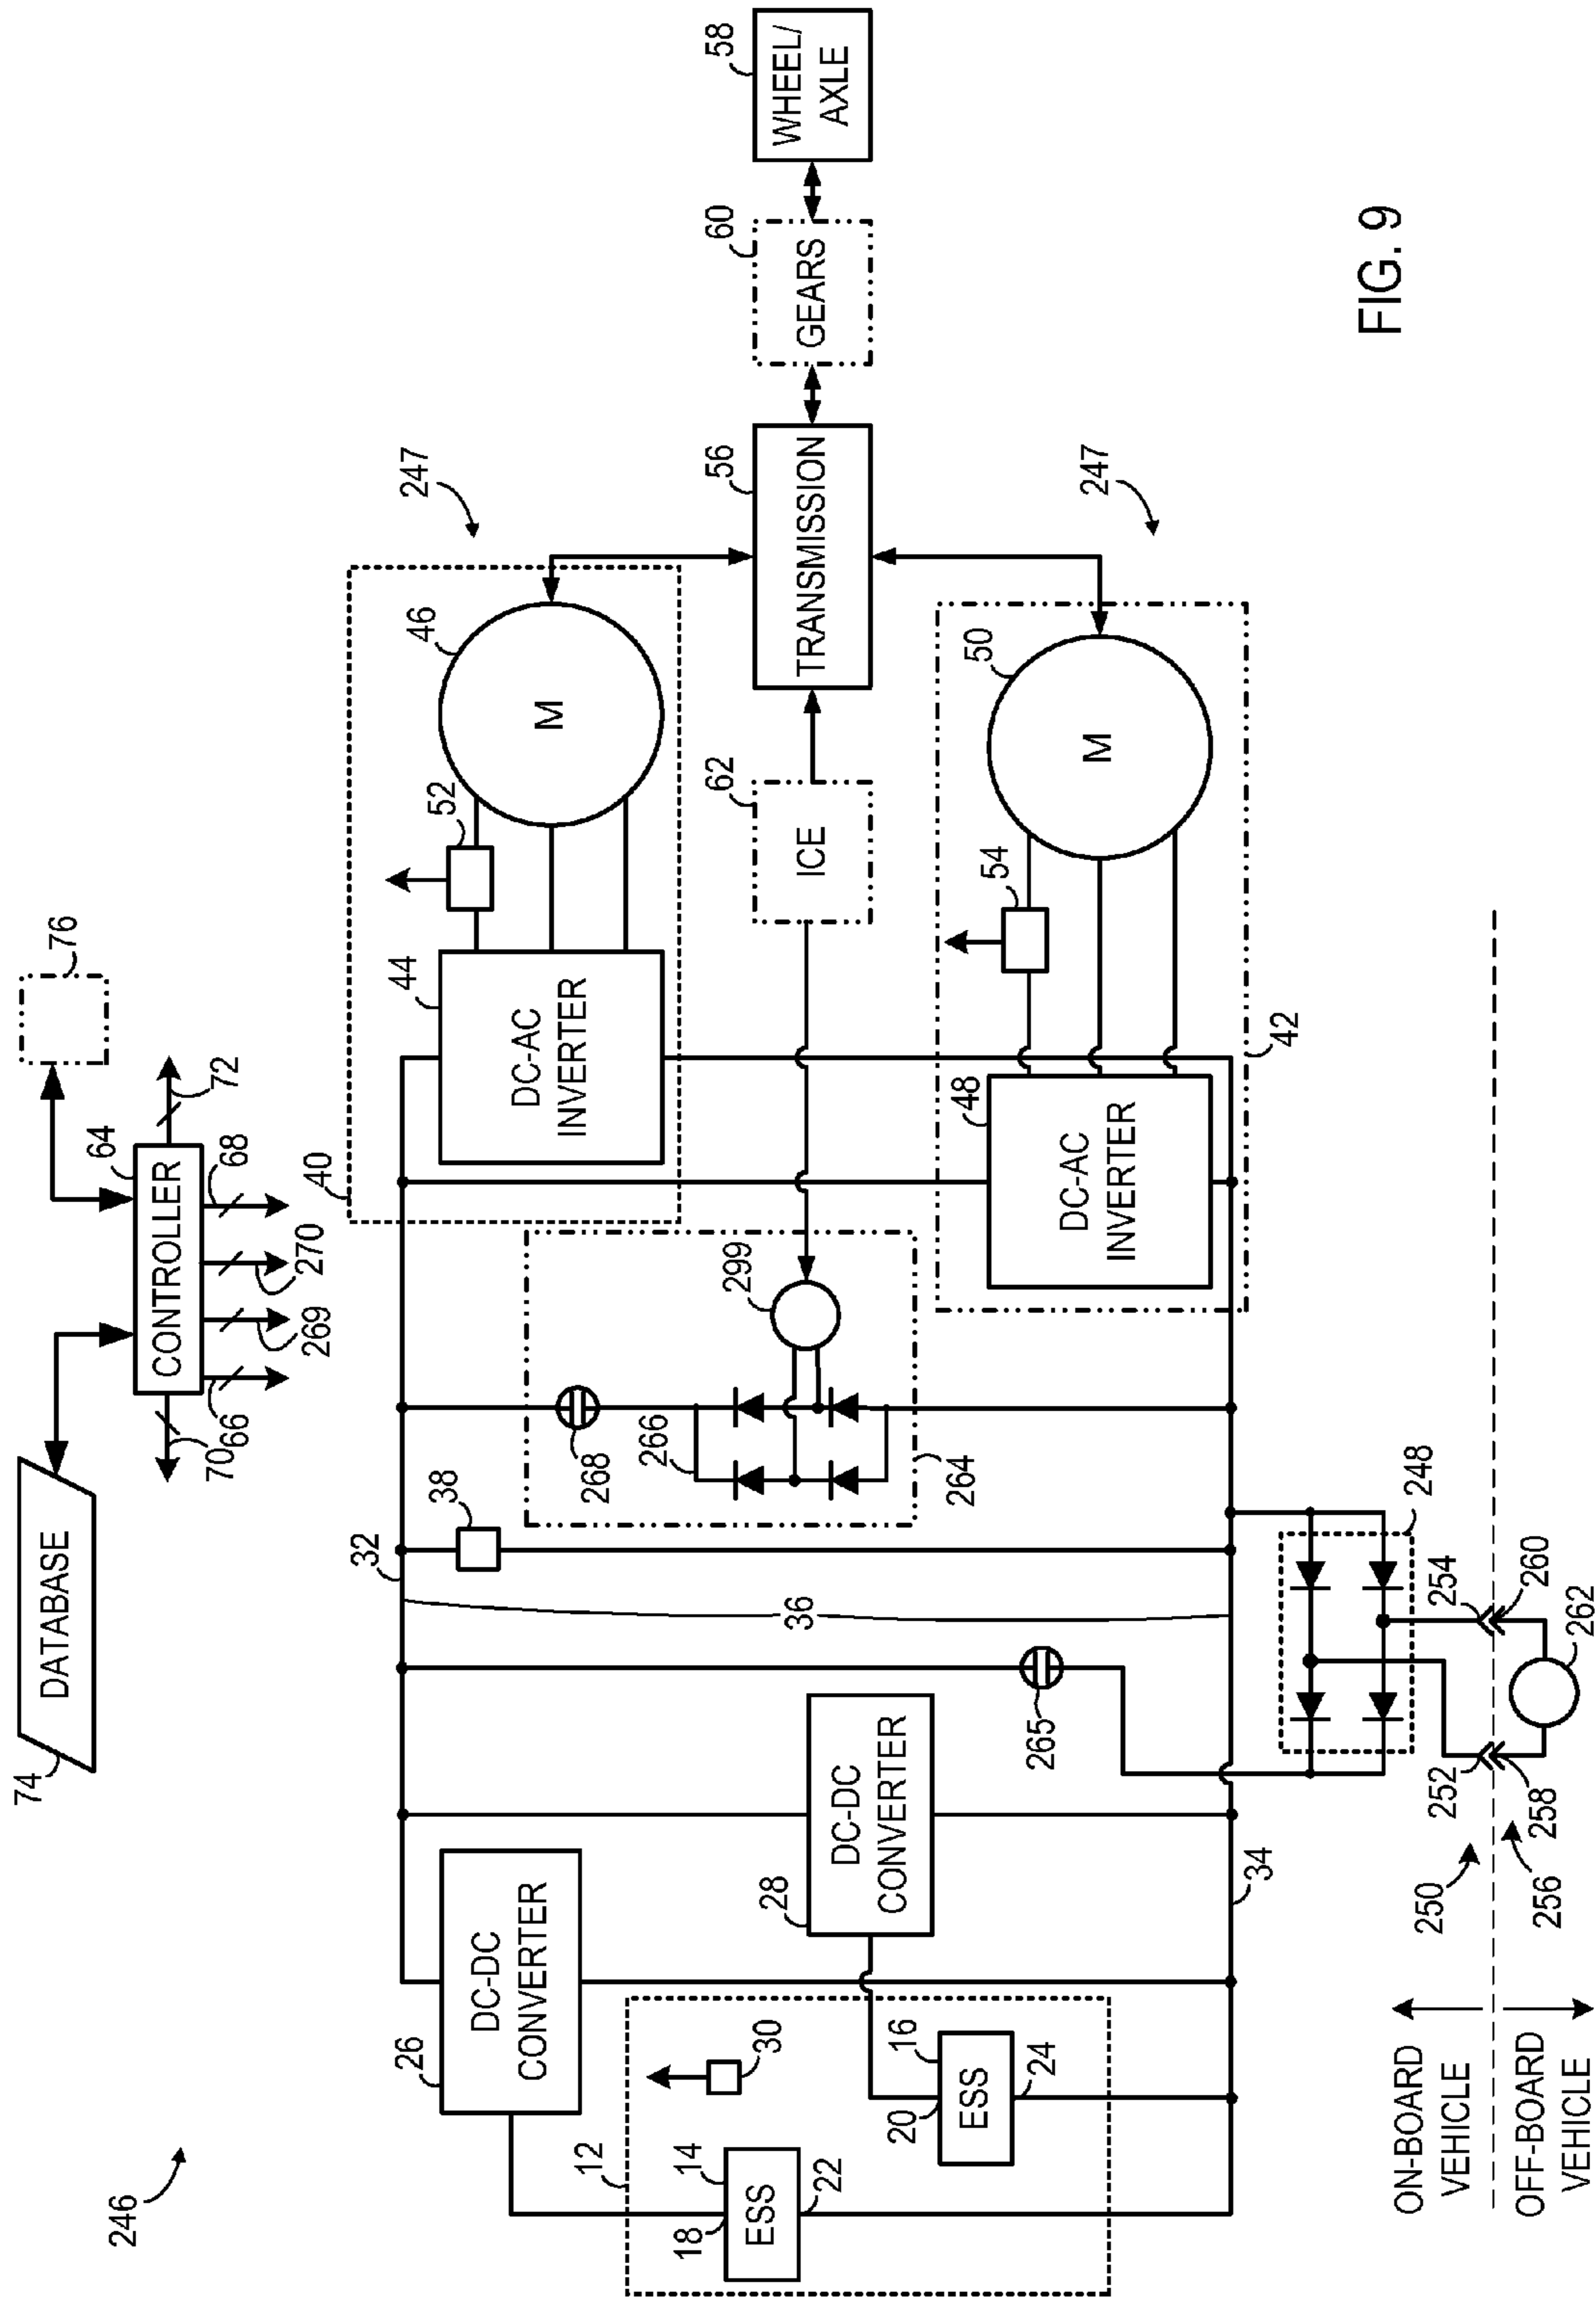 246
74
DATABASE
CONTROLLER
64
76
70
66
269
270
68
72
12
18
14
ESS
22
30
20
16
ESS
24
26
DC-DC
CONVERTER
28
DC-DC
CONVERTER
32
36
34
38
265
268
266
299
264
40
44
DC-AC
INVERTER
52
46
M
247
48
DC-AC
INVERTER
54
50
M
42
247
62
ICE
56
TRANSMISSION
60
GEARS
58
WHEEL/
AXLE
248
250
252
254
256
258
260
262
ON-BOARD
VEHICLE
OFF-BOARD
VEHICLE
FIG. 9